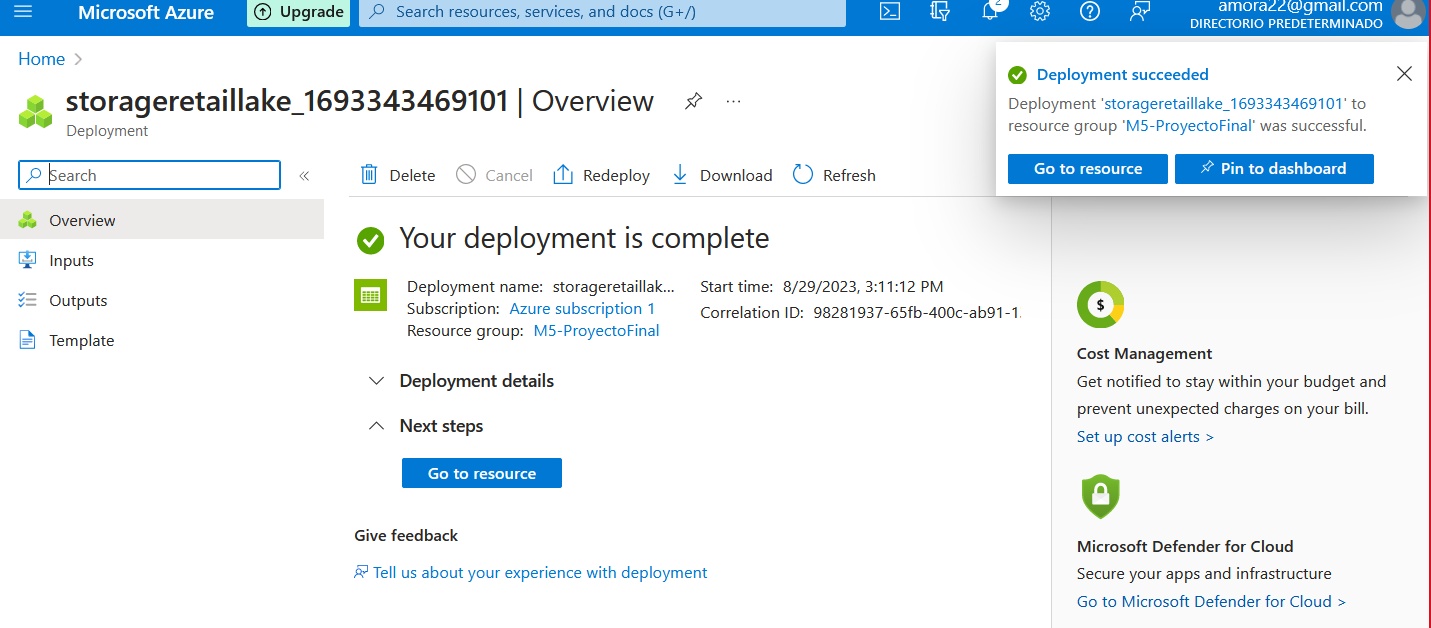 Microsoft Azure
Upgrade
Search resources, services, and docs (G+/)
2
amora22@gmail.com
DIRECTORIO PREDETERMINADO
Home
storageretaillake_1693343469101 | Overview
Deployment
Deployment succeeded
Deployment 'storageretaillake_1693343469101' to
resource group 'M5-ProyectoFinal' was successful.
Go to resource
Pin to dashboard
Search
Overview
Inputs
Outputs
Template
Delete
Cancel
Redeploy
Download
Refresh
Your deployment is complete
Deployment name: storageretaillak...
Subscription: Azure subscription 1
Resource group: M5-ProyectoFinal
Start time: 8/29/2023, 3:11:12 PM
Correlation ID: 98281937-65fb-400c-ab91-1
Deployment details
Next steps
Go to resource
Give feedback
Tell us about your experience with deployment
$
Cost Management
Get notified to stay within your budget and
prevent unexpected charges on your bill.
Set up cost alerts >
Microsoft Defender for Cloud
Secure your apps and infrastructure
Go to Microsoft Defender for Cloud >